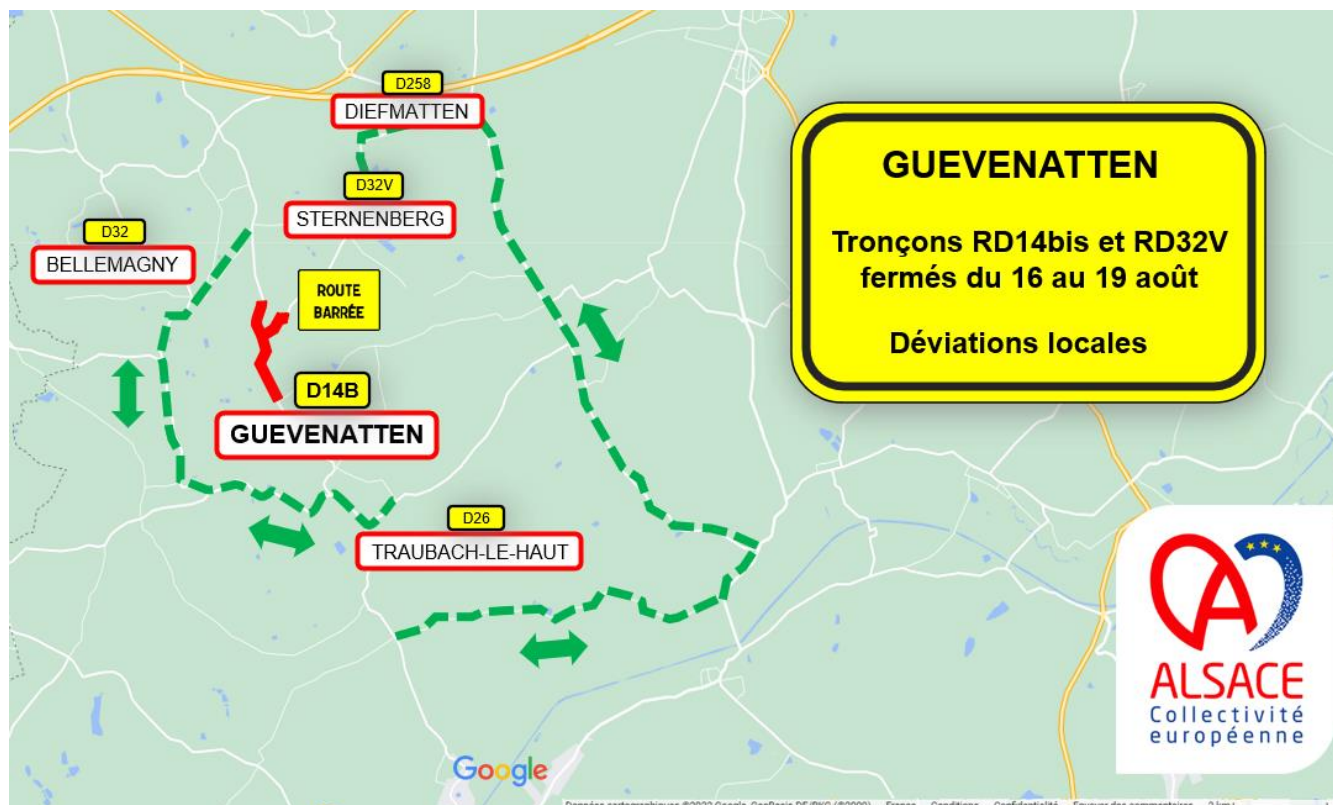 D258
DIEFMATTEN
D32V
STERNENBERG
D32
BELLEMAGNY
ROUTE
BARRÉE
D14B
GUEVENATTEN
D26
TRAUBACH-LE-HAUT
GUEVENATTEN
Tronçons RD14bis et RD32V
fermés du 16 au 19 août
Déviations locales
ALSACE
Collectivité
européenne
Google